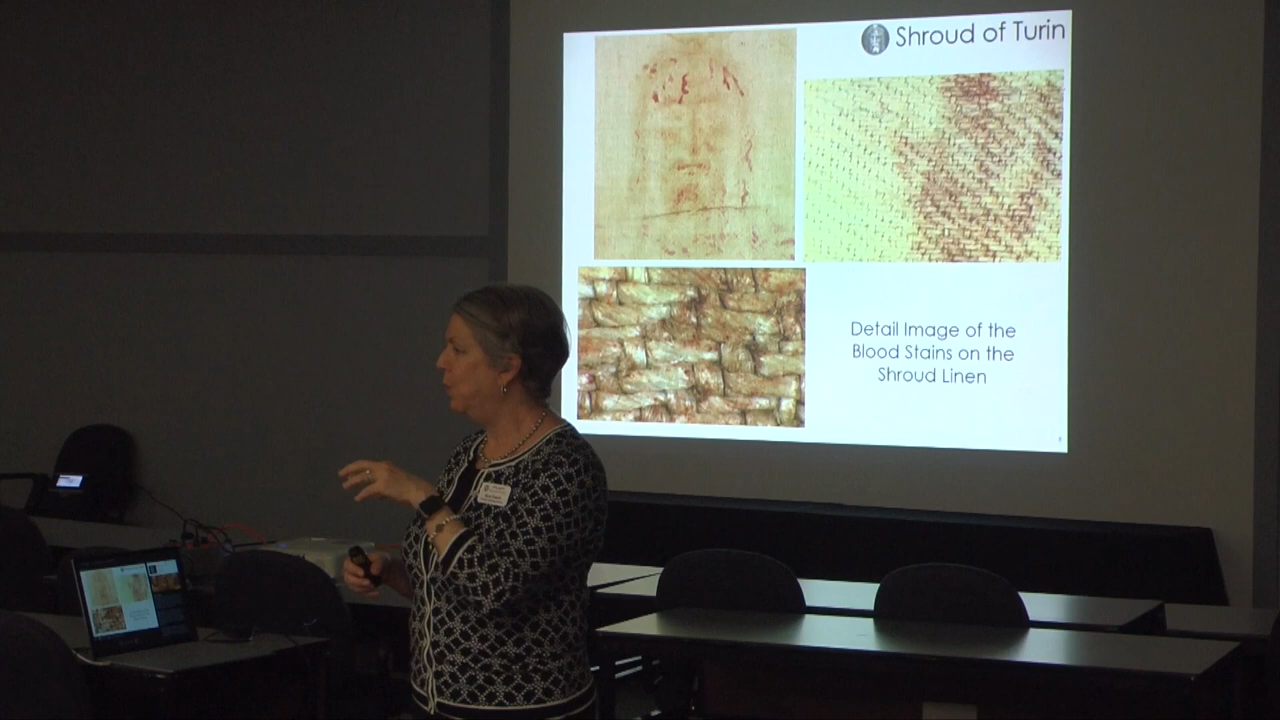 Shroud of Turin
Detail Image of the
Blood Stains on the
Shroud Linen